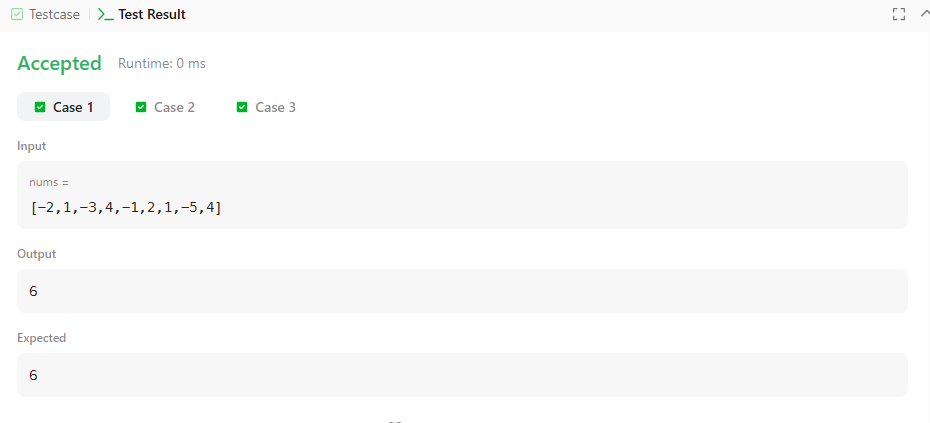 Testcase Test Result
Accepted Runtime: 0 ms
Case 1 Case 2 Case 3
Input
nums =
[-2,1,-3,4,-1,2,1,-5,4]
Output
6
Expected
6